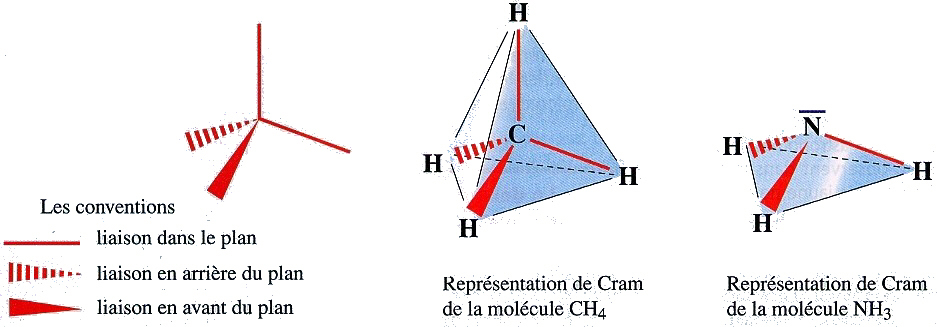 Les conventions
liaison dans le plan
liaison en arrière du plan
liaison en avant du plan
H
C
H
H
H
Représentation de Cram
de la molécule CH4
N
H
H
H
Représentation de Cram
de la molécule NH3